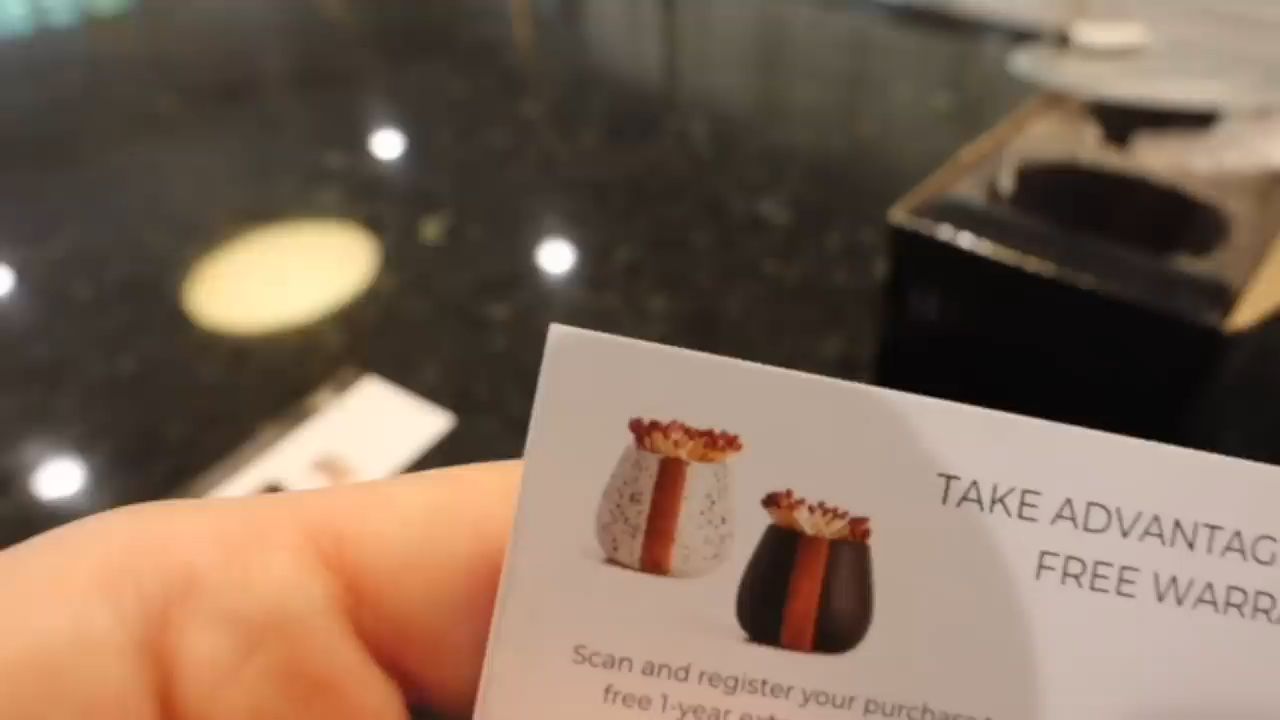 TAKE ADVANTAG
FREE WARRA
Scan and register your purchase
free 1-year ext